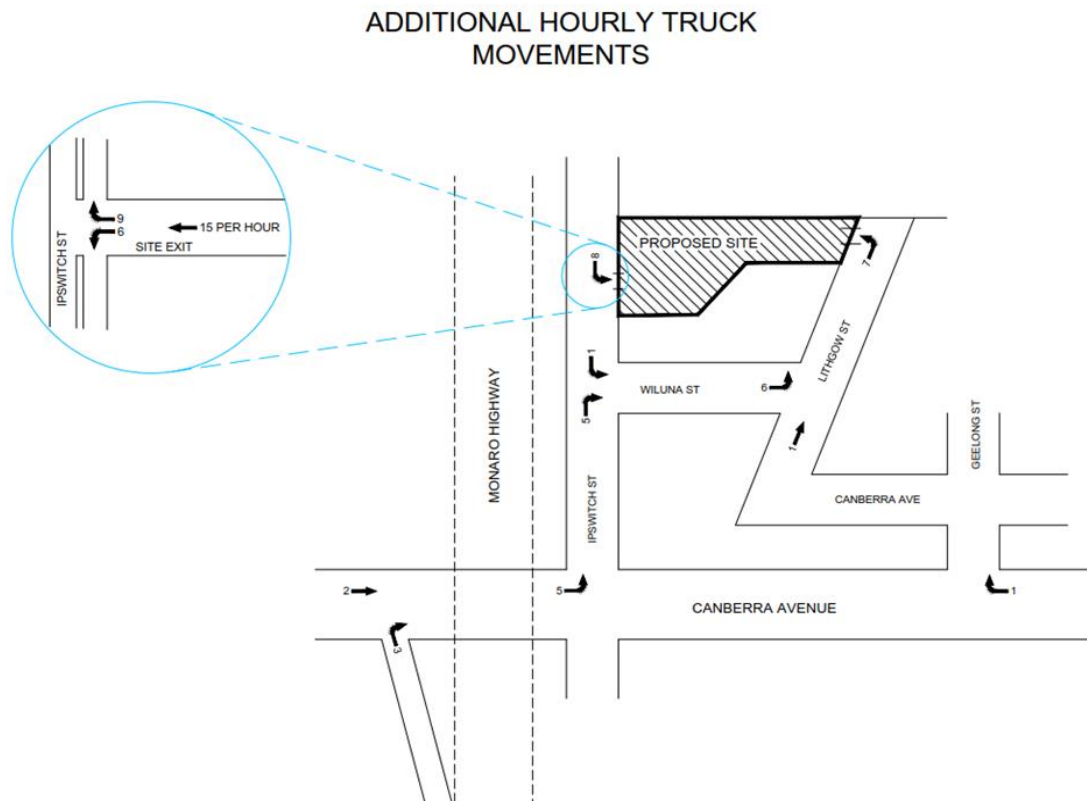 ADDITIONAL HOURLY TRUCK
MOVEMENTS
9
6
15 PER HOUR
SITE EXIT
IPSWITCH ST
PROPOSED SITE
8
7
MONARO HIGHWAY
1
WILUNA ST
6
LITHGOW ST
5
1
GEELONG ST
IPSWITCH ST
CANBERRA AVE
2
5
CANBERRA AVENUE
1
3